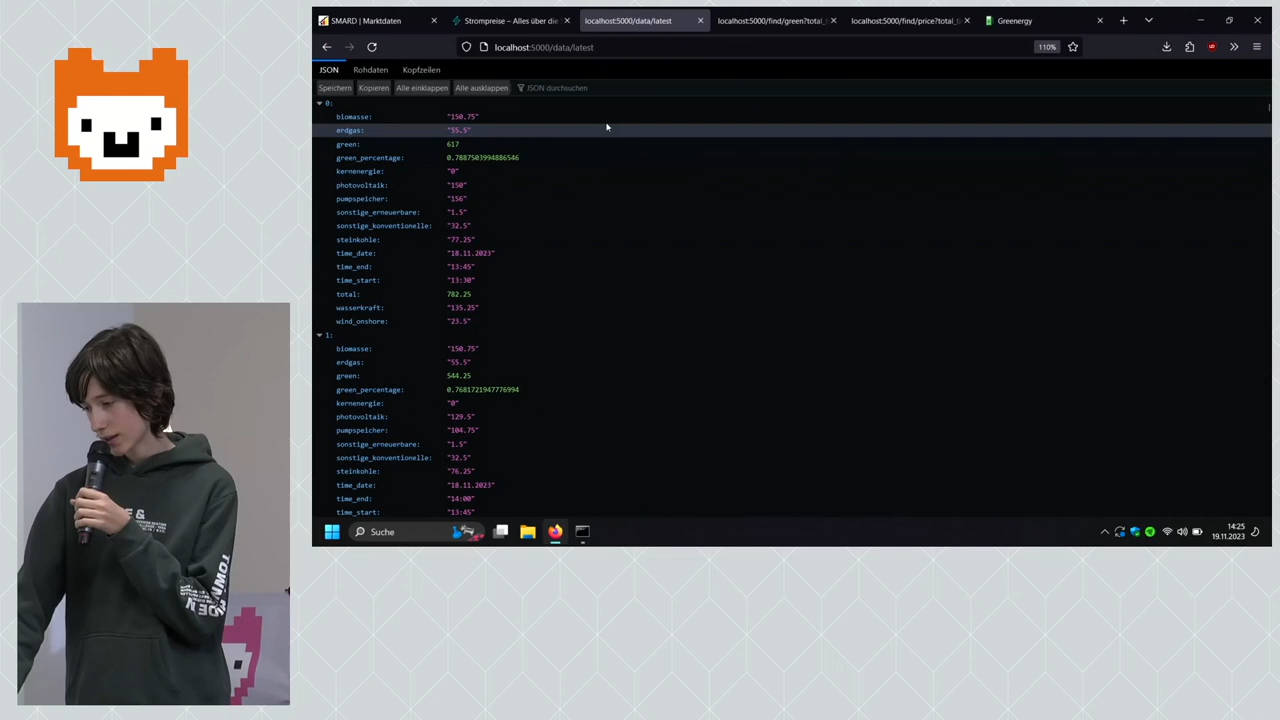 SMARD | Marktdaten
Strompreise – Alles über die
localhost:5000/data/latest
localhost:5000/find/green?total_
localhost:5000/find/price?total_
Greenergy
localhost:5000/data/latest
110%
JSON
Rohdaten
Kopfzeilen
Speichern
Kopieren
Alle einklappen
Alle ausklappen
JSON durchsuchen
0:
biomasse: "150.75"
erdgas: "55.5"
green: 617
green_percentage: 0.7887503994886546
kernenergie: "0"
photovoltaik: "150"
pumpspeicher: "156"
sonstige_erneuerbare: "1.5"
sonstige_konventionelle: "32.5"
steinkohle: "77.25"
time_date: "18.11.2023"
time_end: "13:45"
time_start: "13:30"
total: 782.25
wasserkraft: "135.25"
wind_onshore: "23.5"
1:
biomasse: "150.75"
erdgas: "55.5"
green: 544.25
green_percentage: 0.7681721947776994
kernenergie: "0"
photovoltaik: "129.5"
pumpspeicher: "104.75"
sonstige_erneuerbare: "1.5"
sonstige_konventionelle: "32.5"
steinkohle: "76.25"
time_date: "18.11.2023"
time_end: "14:00"
time_start: "13:45"
Suche
14:25
19.11.2023